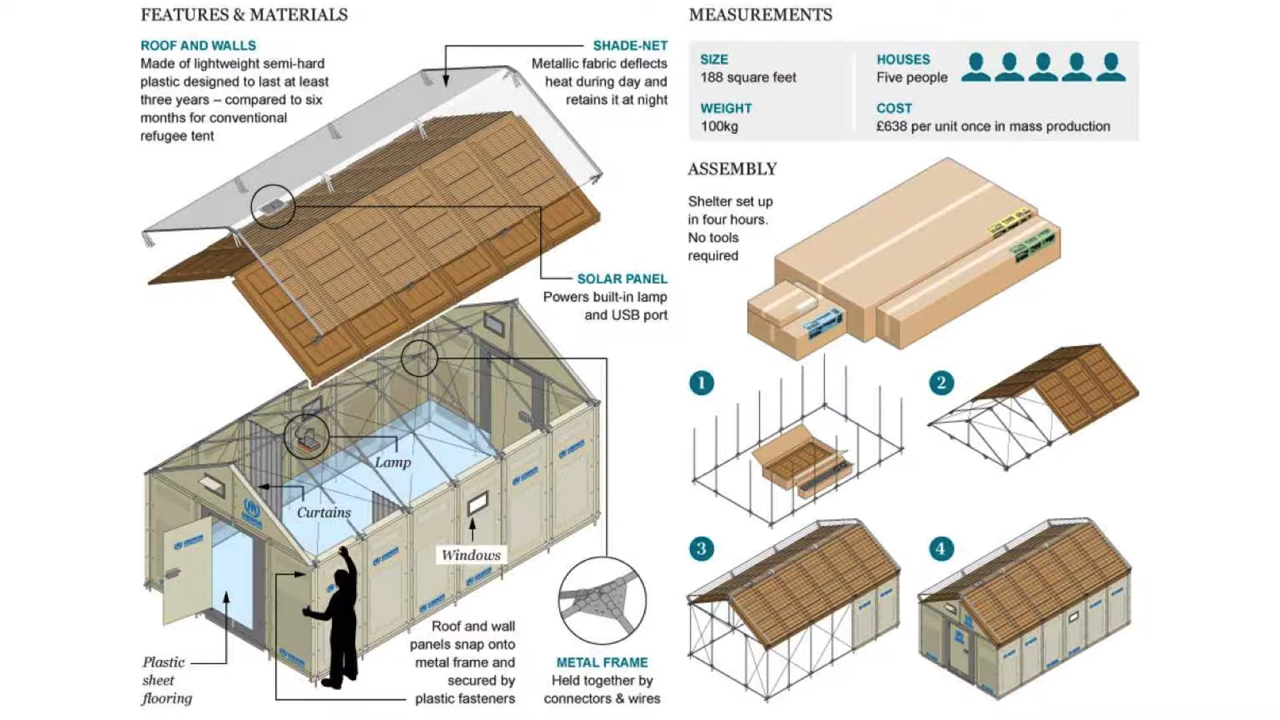 FEATURES & MATERIALS
ROOF AND WALLS
Made of lightweight semi-hard
plastic designed to last at least
three years – compared to six
months for conventional
refugee tent
SHADE-NET
Metallic fabric deflects
heat during day and
retains it at night
SOLAR PANEL
Powers built-in lamp
and USB port
Lamp
Curtains
Windows
Plastic
sheet
flooring
Roof and wall
panels snap onto
metal frame and
secured by
plastic fasteners
METAL FRAME
Held together by
connectors & wires
MEASUREMENTS
SIZE
188 square feet
HOUSES
Five people
WEIGHT
100kg
COST
£638 per unit once in mass production
ASSEMBLY
Shelter set up
in four hours.
No tools
required
1
2
3
4